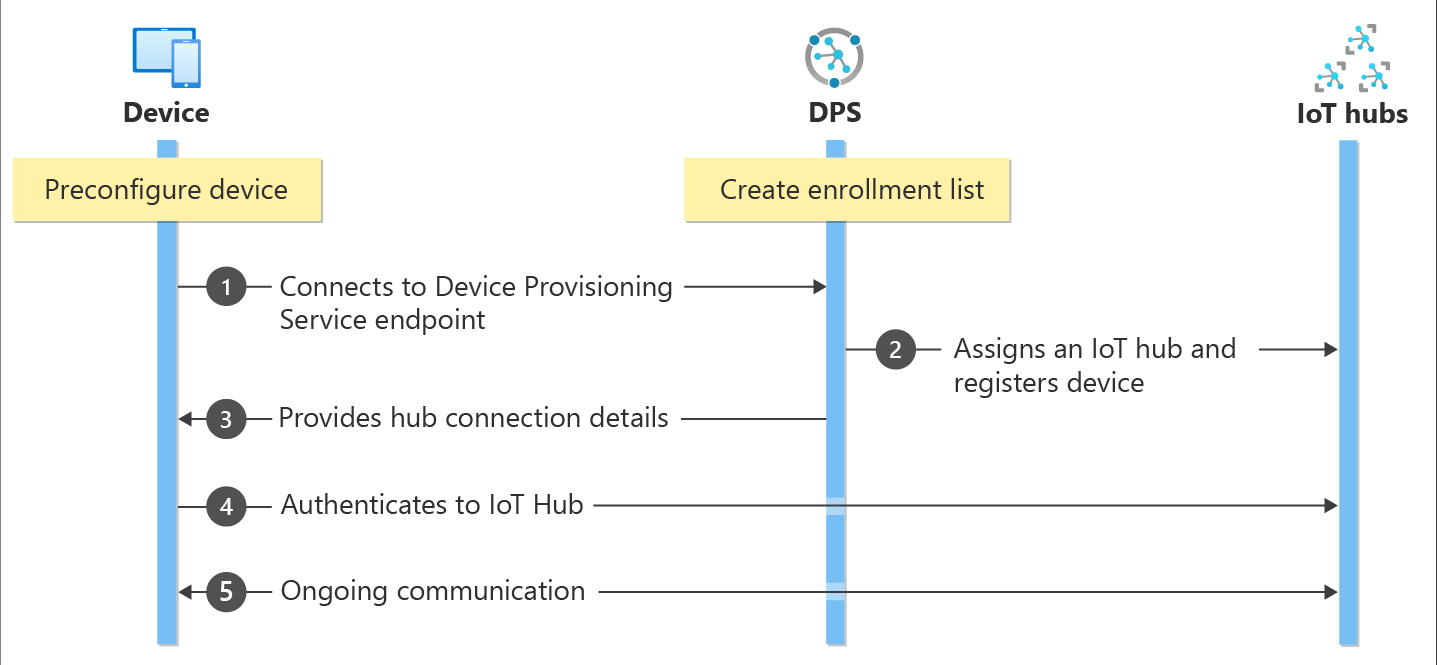 Device
DPS
IoT hubs
Preconfigure device
Create enrollment list
1
Connects to Device Provisioning
Service endpoint
2
Assigns an IoT hub and
registers device
3
Provides hub connection details
4
Authenticates to IoT Hub
5
Ongoing communication